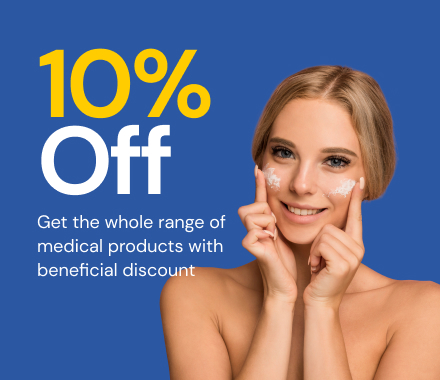 10%
Off
Get the whole range of
medical products with
beneficial discount